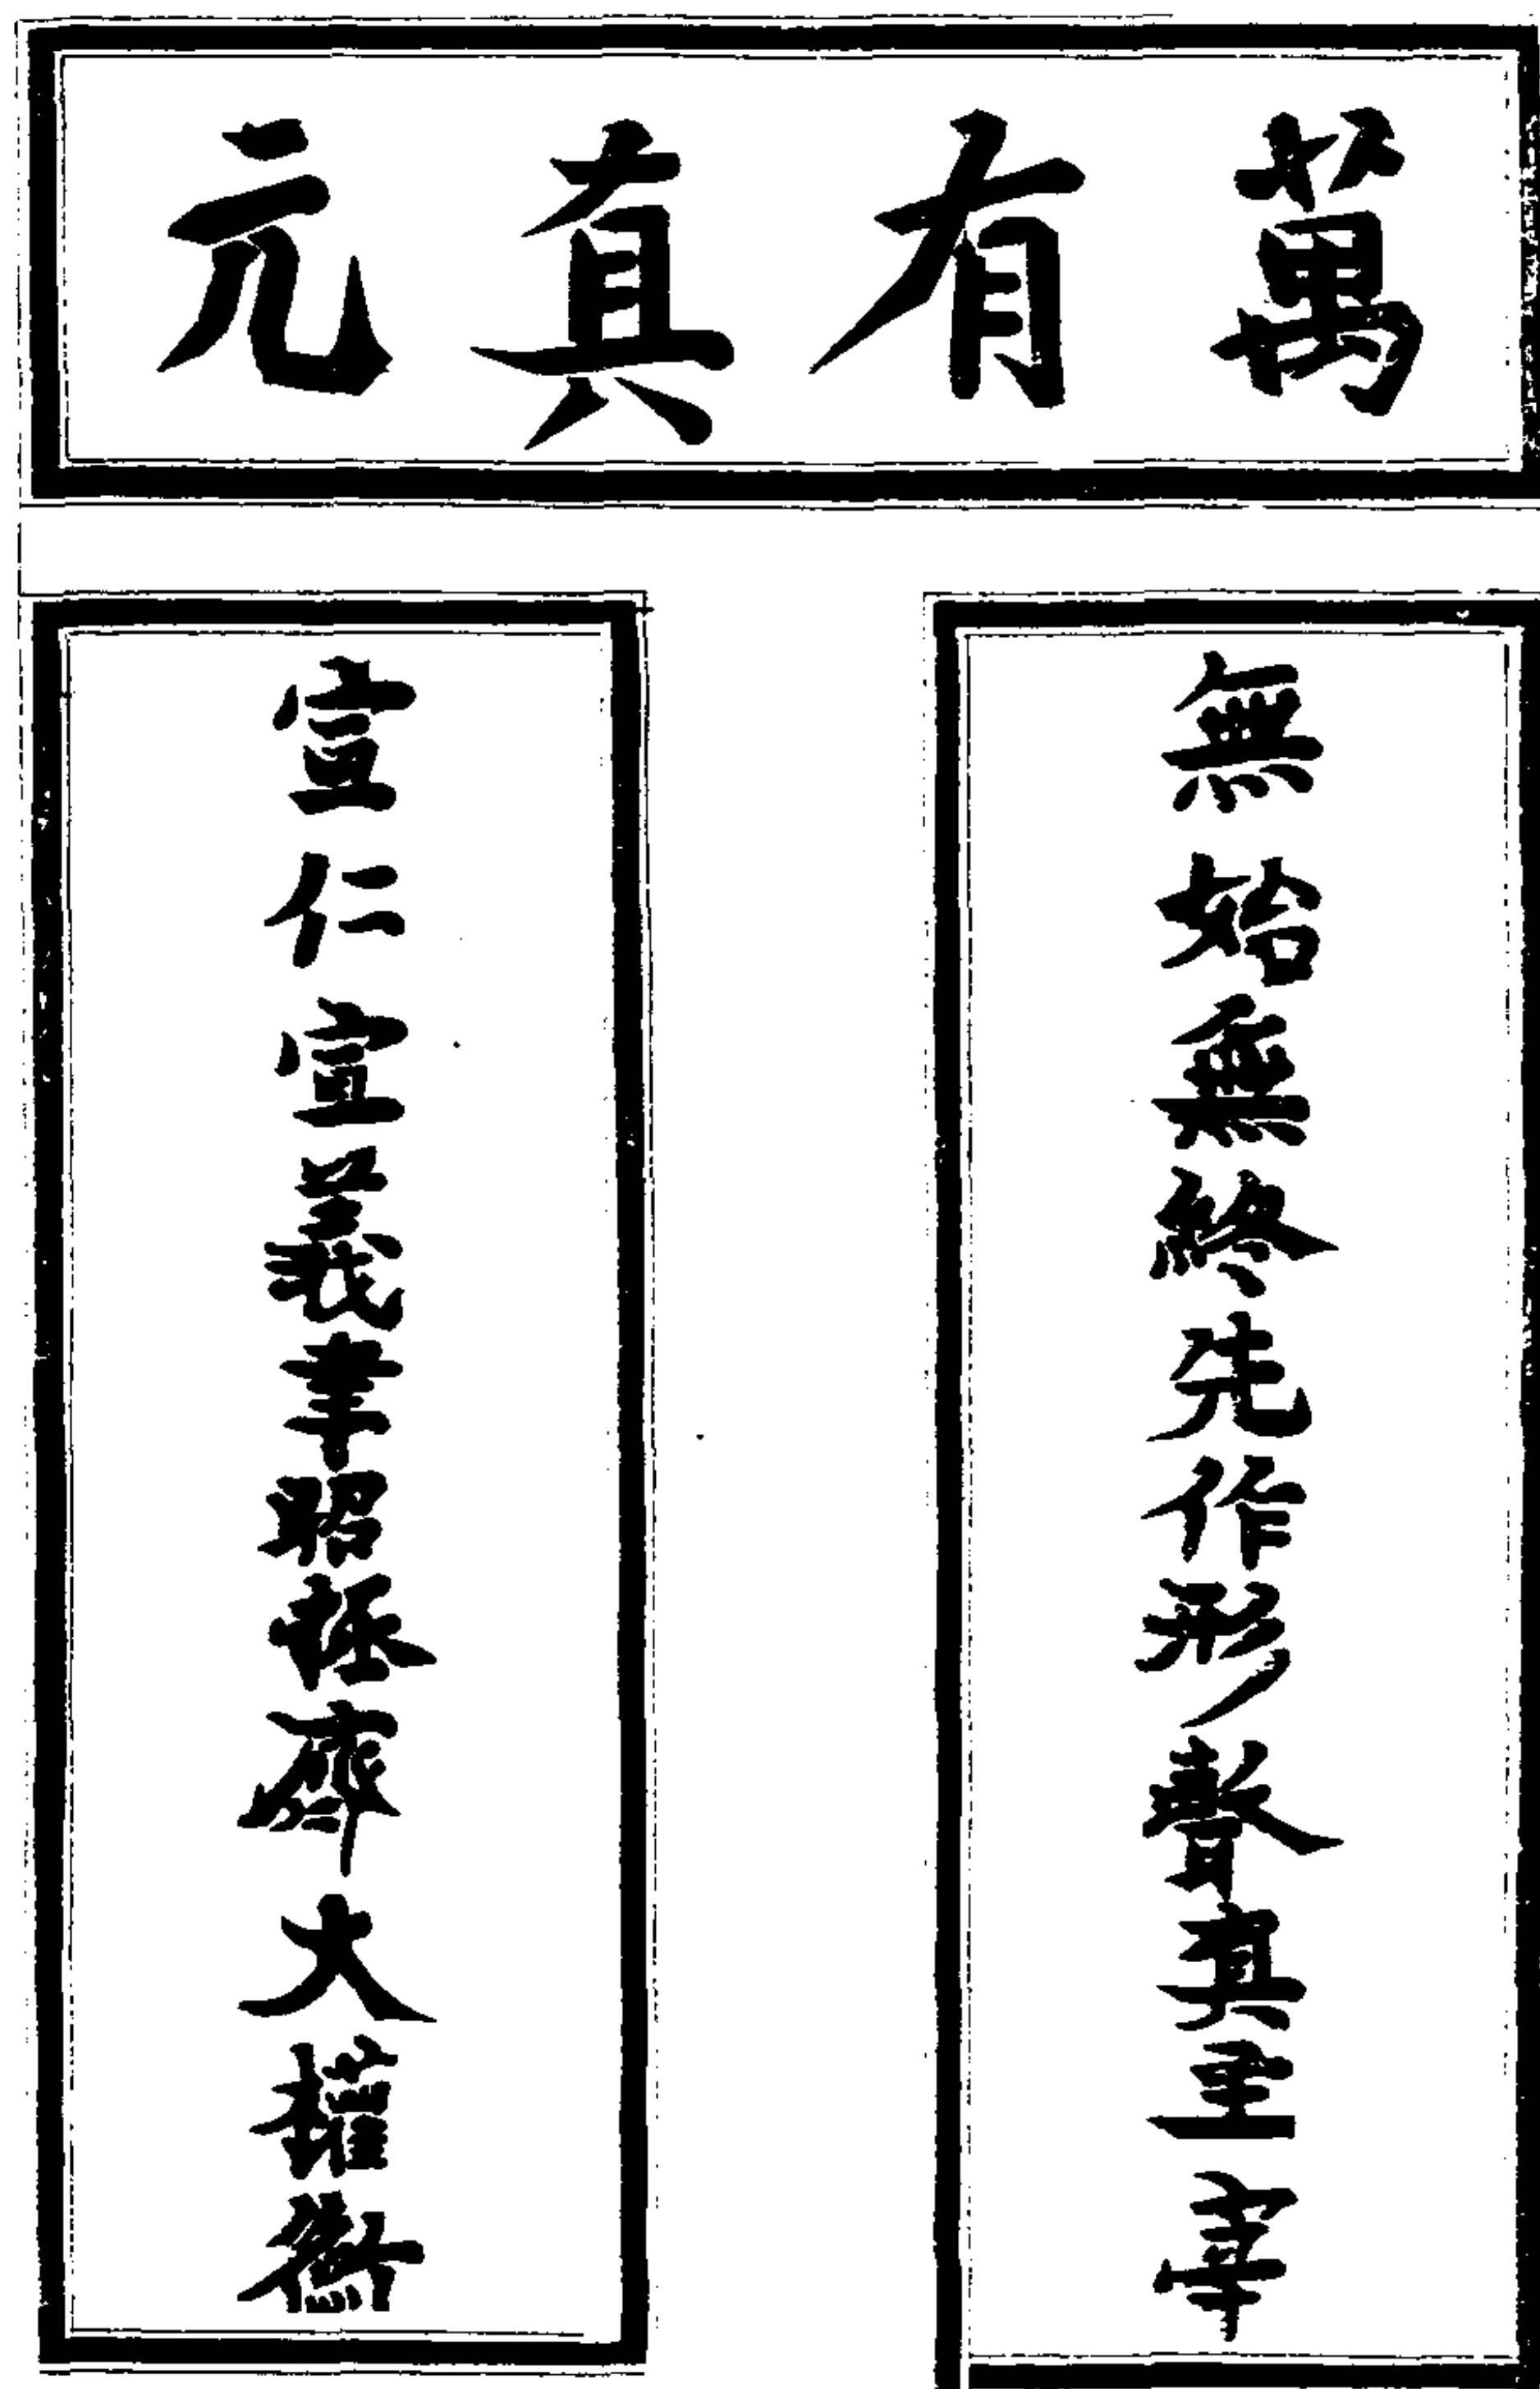 萬有真元
無始無終先作形聲真主宰
宣仁宣義聿昭拯濟大權衡